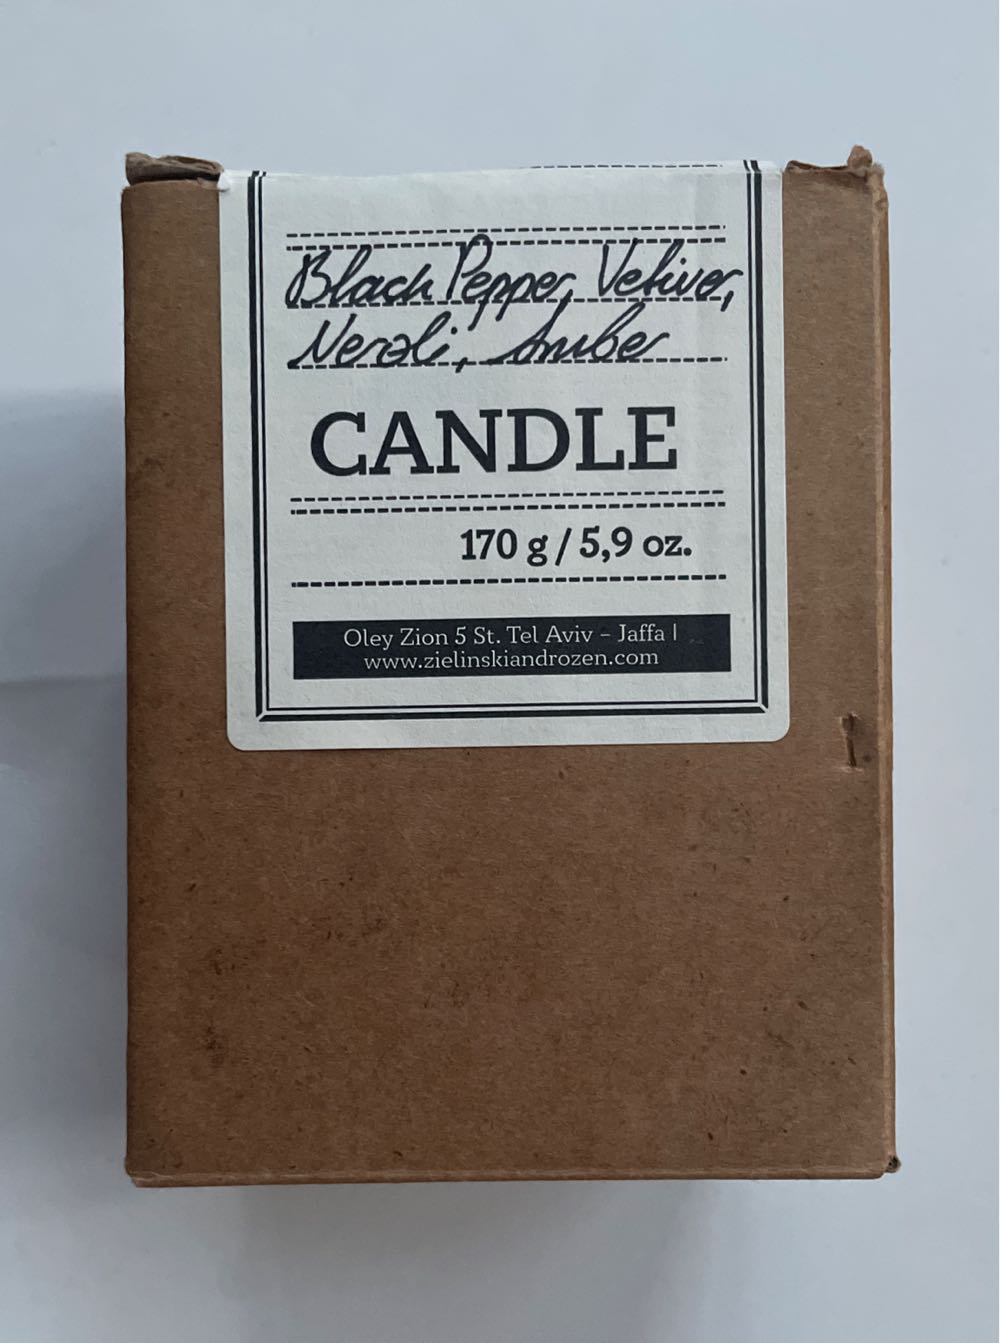 Black Pepper, Vetiver,
Neroli, Amber
CANDLE
170 g / 5,9 oz.
Oley Zion 5 St. Tel Aviv – Jaffa |
www.zielinskiandrozen.com